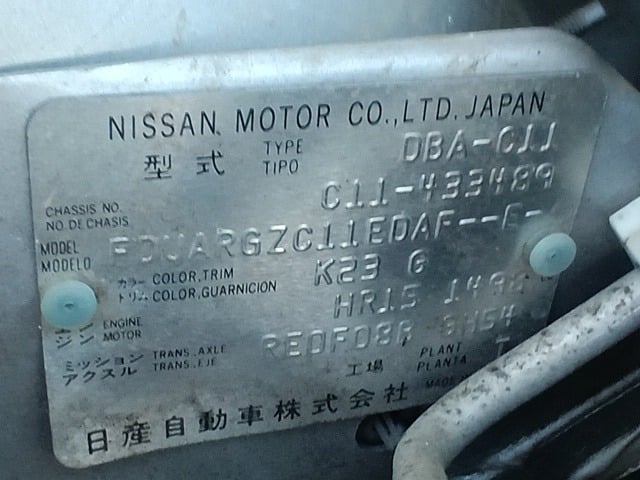 NISSAN MOTOR CO., LTD. JAPAN
型式 TYPE TIPO DBA-C11
CHASSIS NO. NO. DE CHASIS C11-433489
MODEL MODELO FDUARGZC11EDAF--E-
カラー トリム COLOR, TRIM COLOR, GUARNICION K23 G
ジン ENGINE MOTOR HR15
ミッション アクスル TRANS., AXLE TRANS., EJE
工場 PLANT PLANTA
日産自動車株式会社 MADE